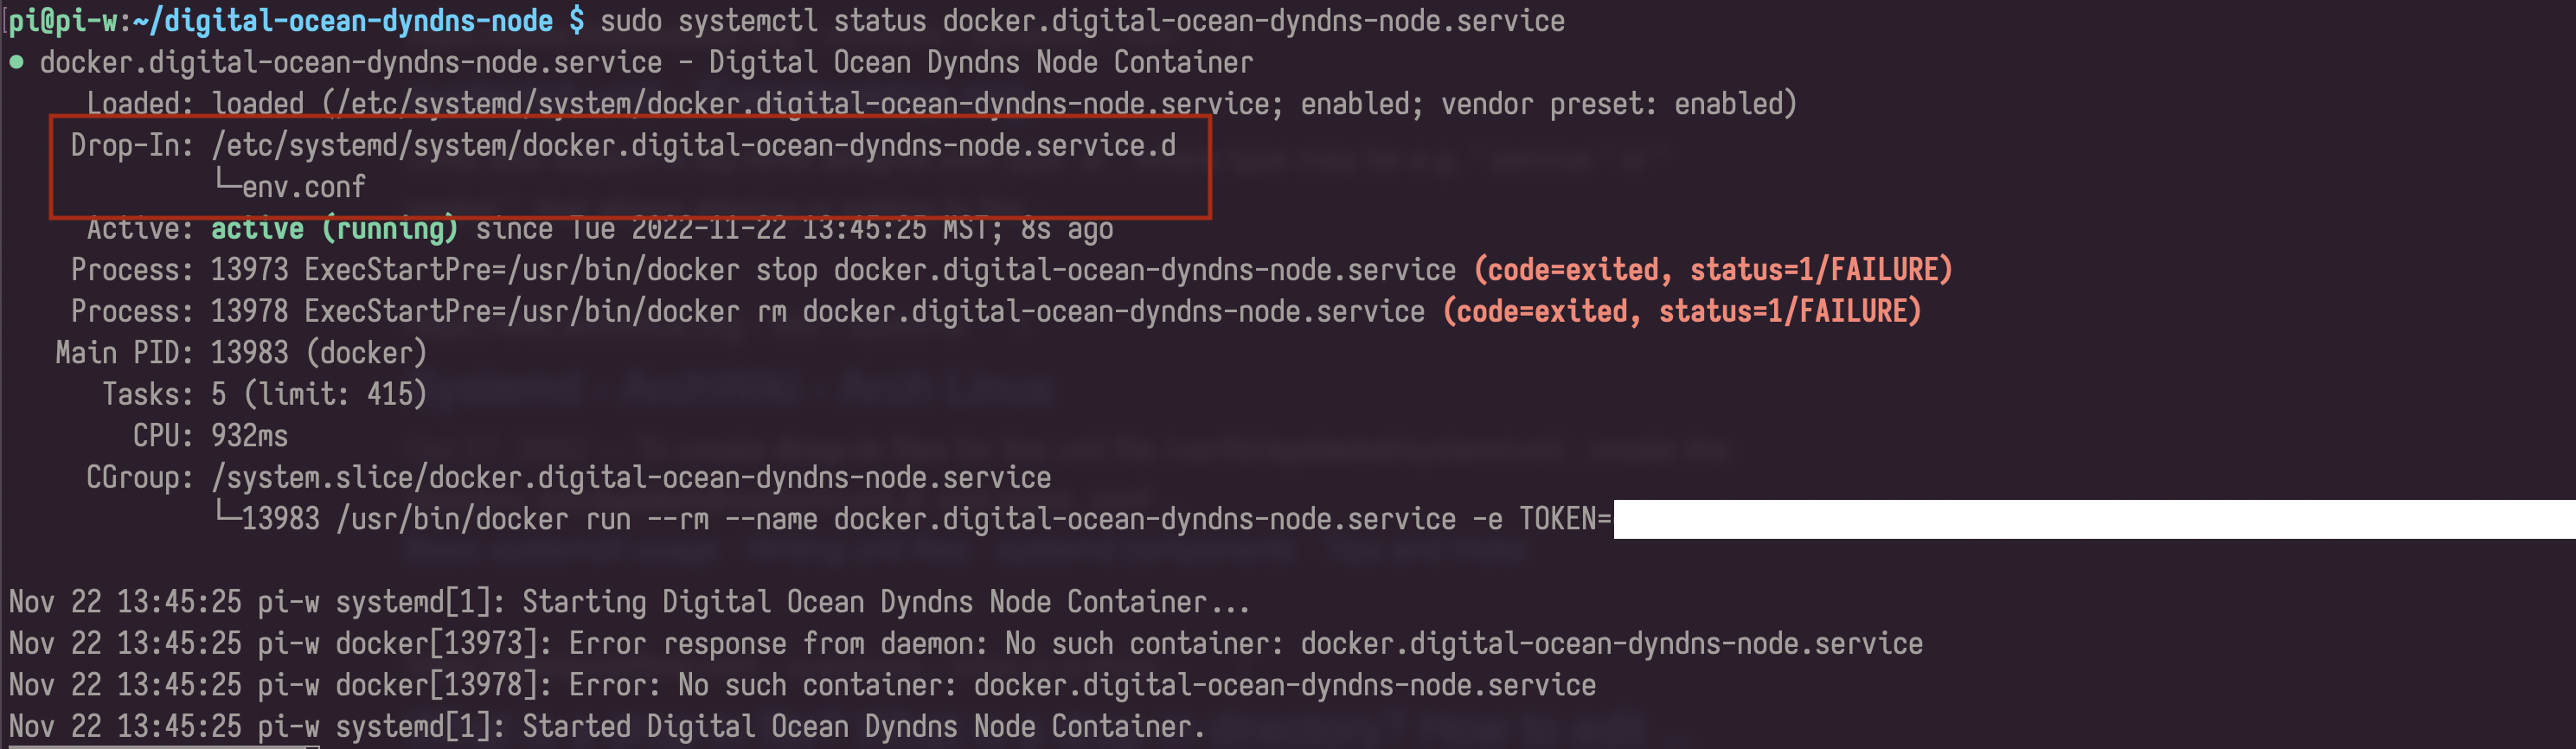 pi@pi-w:~/digital-ocean-dyndns-node $ sudo systemctl status docker.digital-ocean-dyndns-node.service
● docker.digital-ocean-dyndns-node.service - Digital Ocean Dyndns Node Container
Loaded: loaded (/etc/systemd/system/docker.digital-ocean-dyndns-node.service; enabled; vendor preset: enabled)
Drop-In: /etc/systemd/system/docker.digital-ocean-dyndns-node.service.d
└─env.conf
Active: active (running) since Tue 2022-11-22 13:45:25 MST; 8s ago
Process: 13973 ExecStartPre=/usr/bin/docker stop docker.digital-ocean-dyndns-node.service (code=exited, status=1/FAILURE)
Process: 13978 ExecStartPre=/usr/bin/docker rm docker.digital-ocean-dyndns-node.service (code=exited, status=1/FAILURE)
Main PID: 13983 (docker)
Tasks: 5 (limit: 415)
CPU: 932ms
CGroup: /system.slice/docker.digital-ocean-dyndns-node.service
└─13983 /usr/bin/docker run --rm --name docker.digital-ocean-dyndns-node.service -e TOKEN=
Nov 22 13:45:25 pi-w systemd[1]: Starting Digital Ocean Dyndns Node Container...
Nov 22 13:45:25 pi-w docker[13973]: Error response from daemon: No such container: docker.digital-ocean-dyndns-node.service
Nov 22 13:45:25 pi-w docker[13978]: Error: No such container: docker.digital-ocean-dyndns-node.service
Nov 22 13:45:25 pi-w systemd[1]: Started Digital Ocean Dyndns Node Container.